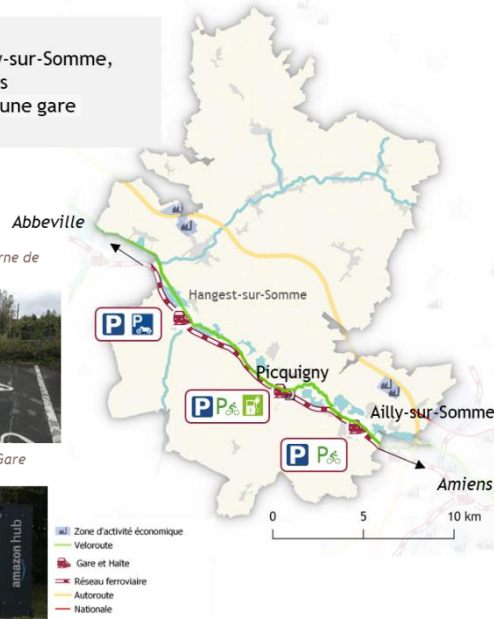 -sur-Somme,
s
une gare
Abbeville
rne de
Hangest-sur-Somme
P P
Picquigny
P P
Ailly-sur-Somme
Gare
P P
Amiens
amazon hub
0 5 10 km
Zone d'activité économique
Veloroute
Gare et Halte
Réseau ferroviaire
Autoroute
Nationale